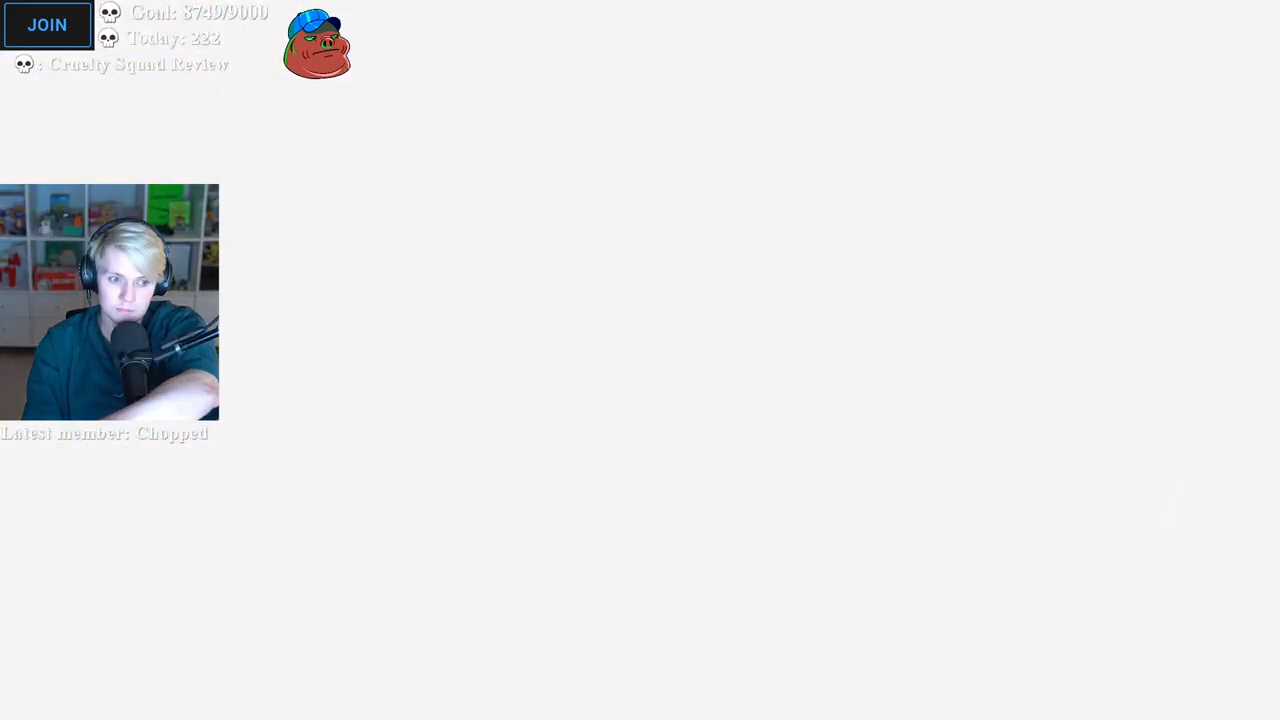 JOIN
Goal: 8749/9000
Today: 222
: Cruelty Squad Review
Latest member: Chopped